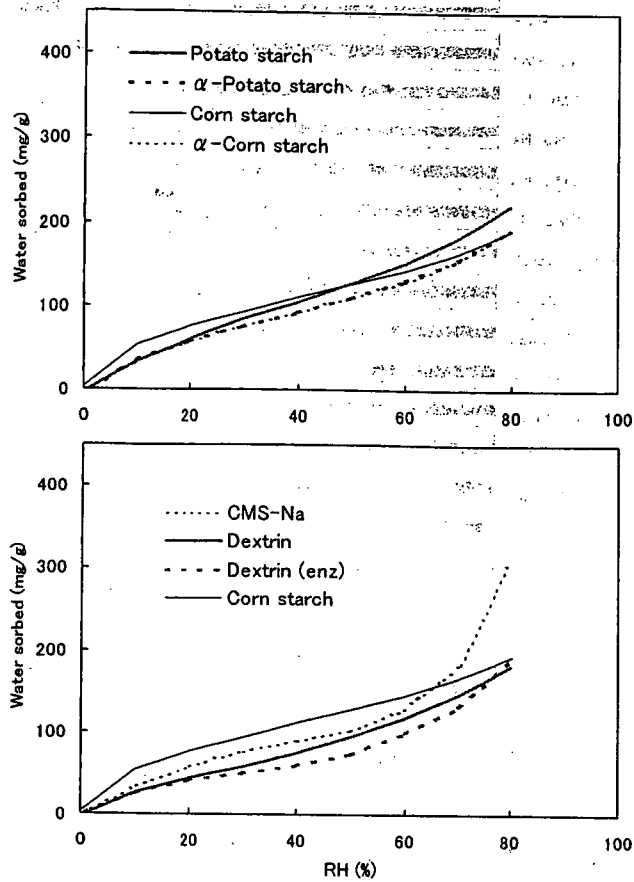 400
Potato starch
α-Potato starch
300
Corn starch
α-Corn starch
200
100
0
Water sorbed (mg/g)
0 20 40 60 80 100
400
CMS-Na
Dextrin
300
Dextrin (enz)
Corn starch
200
100
0
Water sorbed (mg/g)
0 20 40 60 80 100
RH (%)